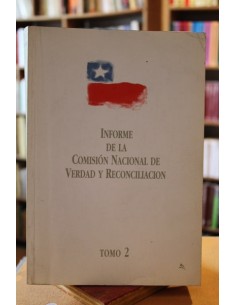 INFORME
DE LA
COMISIÓN NACIONAL DE
VERDAD Y RECONCILIACION
TOMO 2